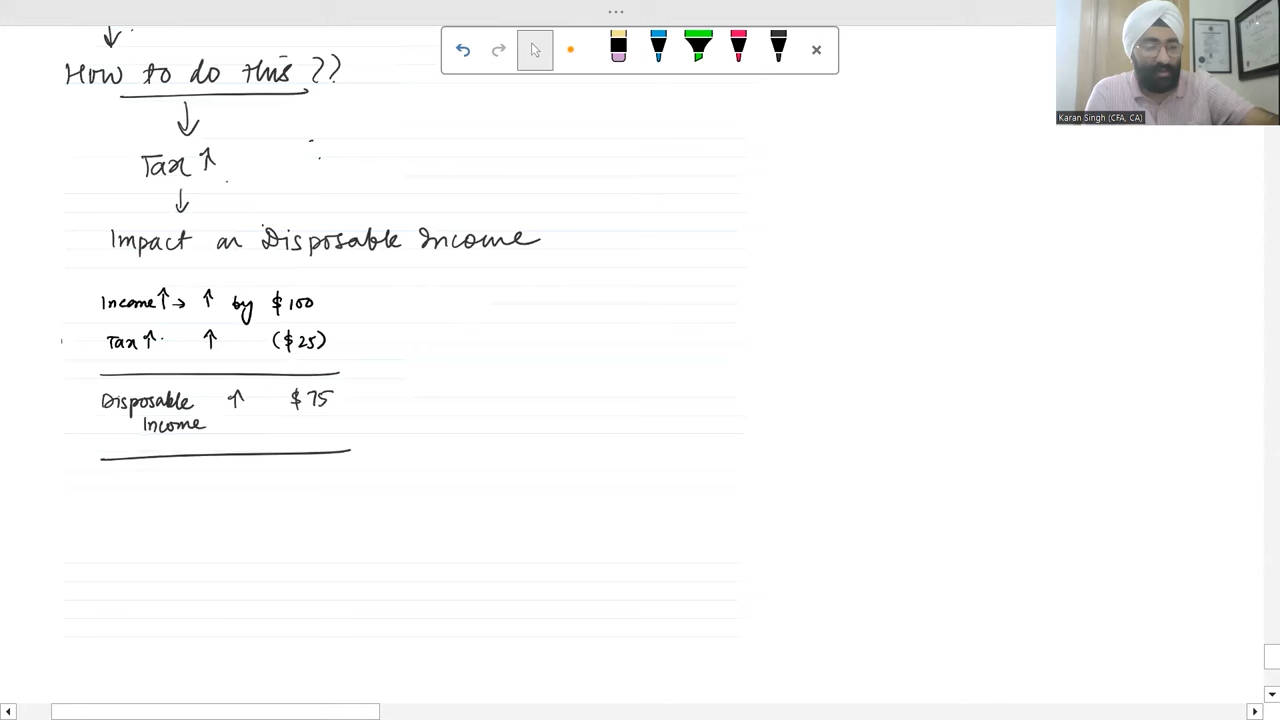 How to do this ??
Tax ↑
Impact on Disposable Income
Income ↑ → ↑ by $ 100
Tax ↑ ↑ ($ 25)
Disposable ↑ $ 75
Income
Karan Singh (CFA, CA)